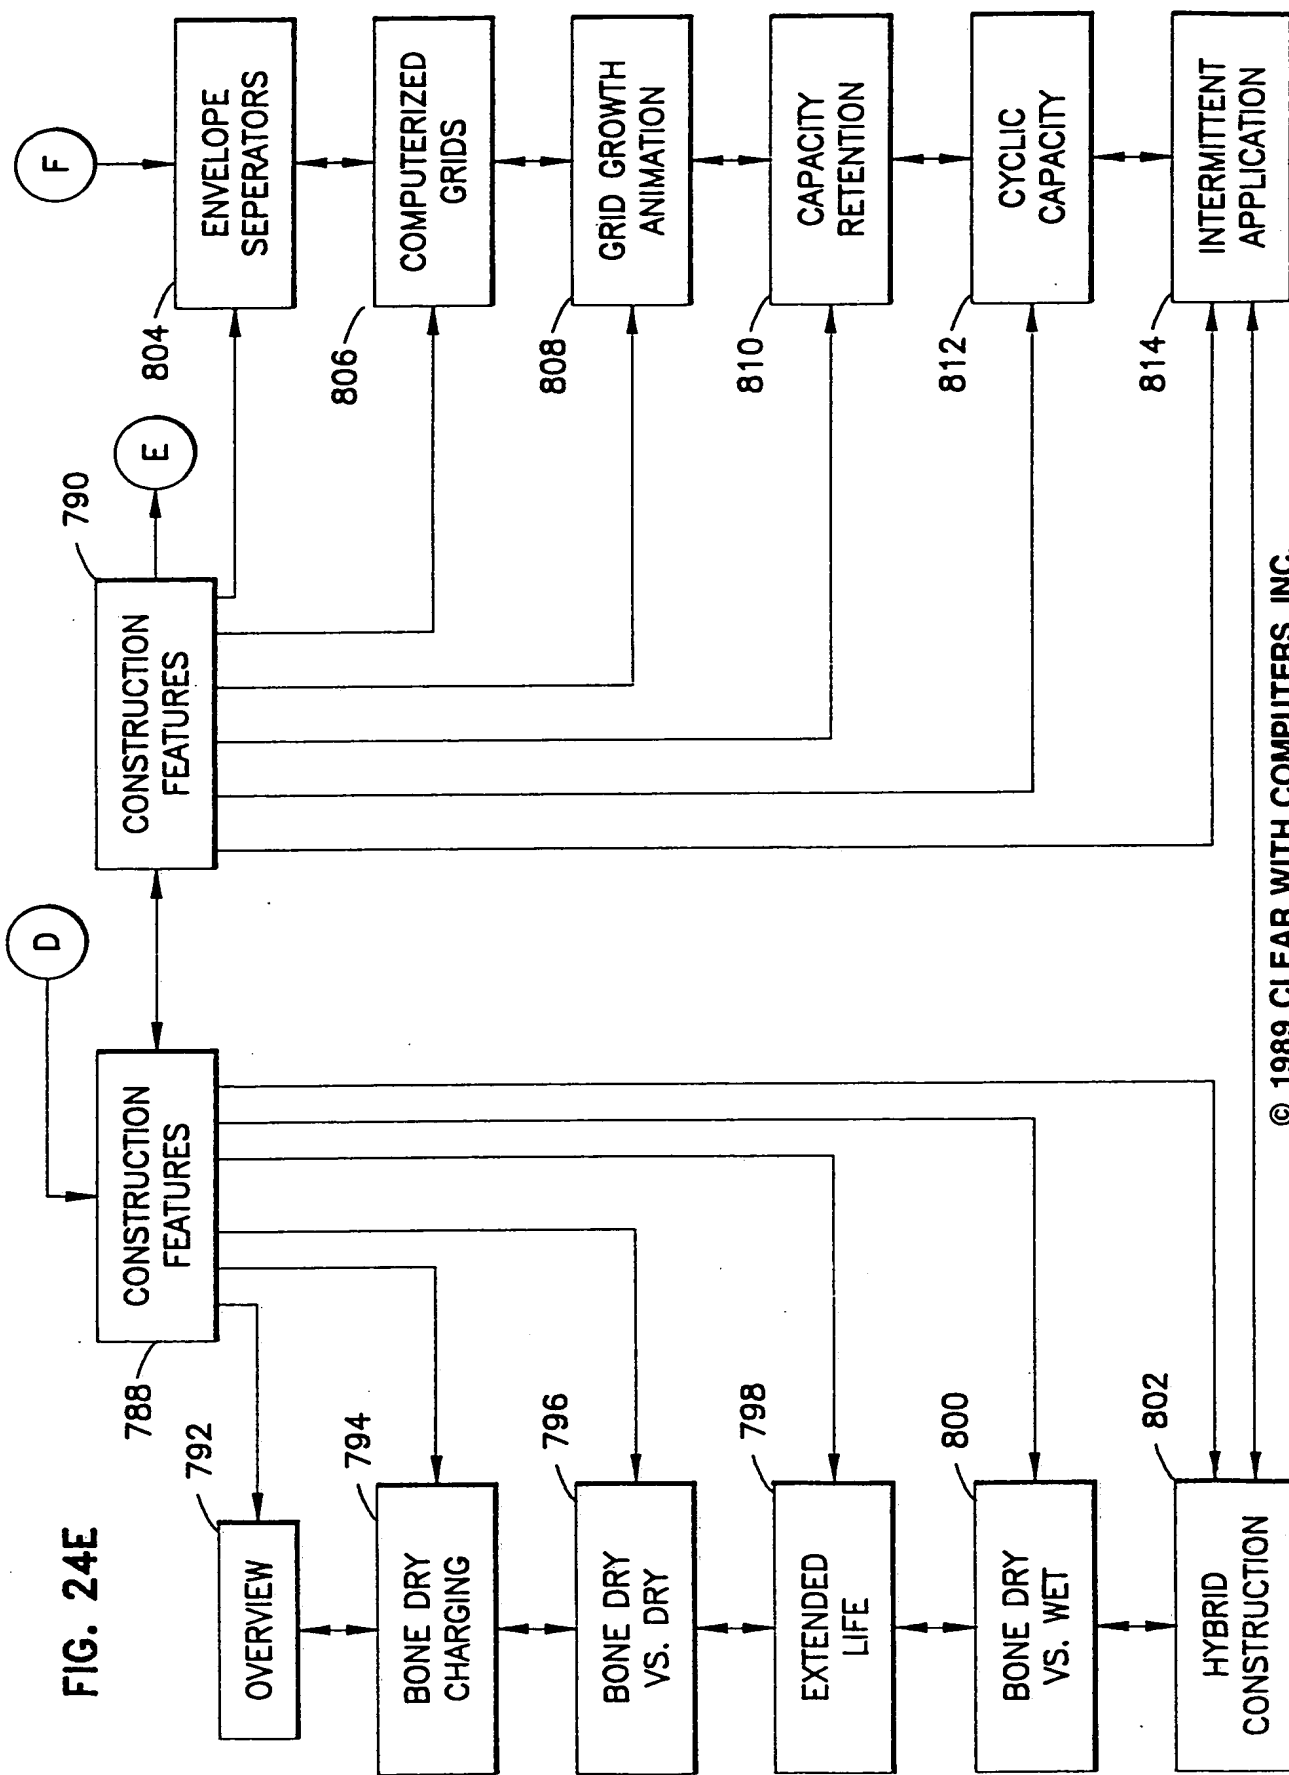 FIG. 24E
D
788
CONSTRUCTION
FEATURES
790
CONSTRUCTION
FEATURES
E
F
792
OVERVIEW
794
BONE DRY
CHARGING
796
BONE DRY
VS. DRY
798
EXTENDED
LIFE
800
BONE DRY
VS. WET
802
HYBRID
CONSTRUCTION
804
ENVELOPE
SEPERATORS
806
COMPUTERIZED
GRIDS
808
GRID GROWTH
ANIMATION
810
CAPACITY
RETENTION
812
CYCLIC
CAPACITY
814
INTERMITTENT
APPLICATION
© 1989 CLEAR WITH COMPUTERS, INC.